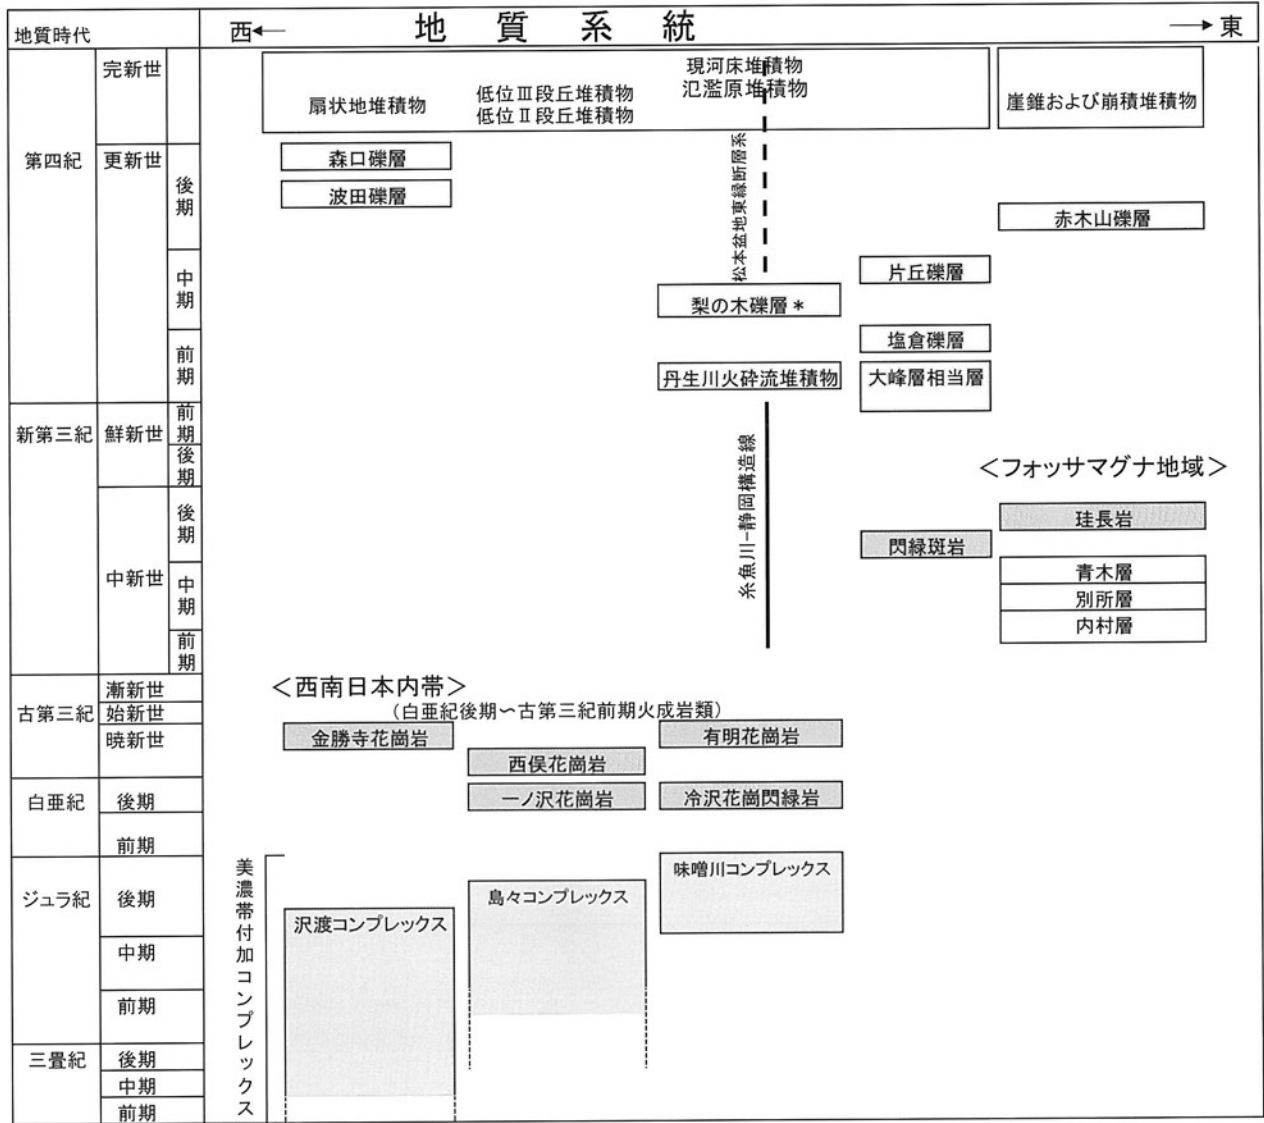 地質時代
西←
地質系統
→東
第四紀
完新世
更新世
後期
中期
前期
扇状地堆積物
低位Ⅲ段丘堆積物
低位Ⅱ段丘堆積物
現河床堆積物
氾濫原堆積物
崖錐および崩積堆積物
森口礫層
波田礫層
松本盆地東縁断層系
赤木山礫層
片丘礫層
梨の木礫層＊
塩倉礫層
丹生川火砕流堆積物
大峰層相当層
新第三紀
鮮新世
前期
後期
中新世
後期
中期
前期
糸魚川-静岡構造線
＜フォッサマグナ地域＞
珪長岩
閃緑斑岩
青木層
別所層
内村層
古第三紀
漸新世
始新世
暁新世
＜西南日本内帯＞
（白亜紀後期～古第三紀前期火成岩類）
金勝寺花崗岩
有明花崗岩
西俣花崗岩
白亜紀
後期
前期
一ノ沢花崗岩
冷沢花崗閃緑岩
ジュラ紀
後期
中期
前期
美濃帯付加コンプレックス
味噌川コンプレックス
島々コンプレックス
沢渡コンプレックス
三畳紀
後期
中期
前期